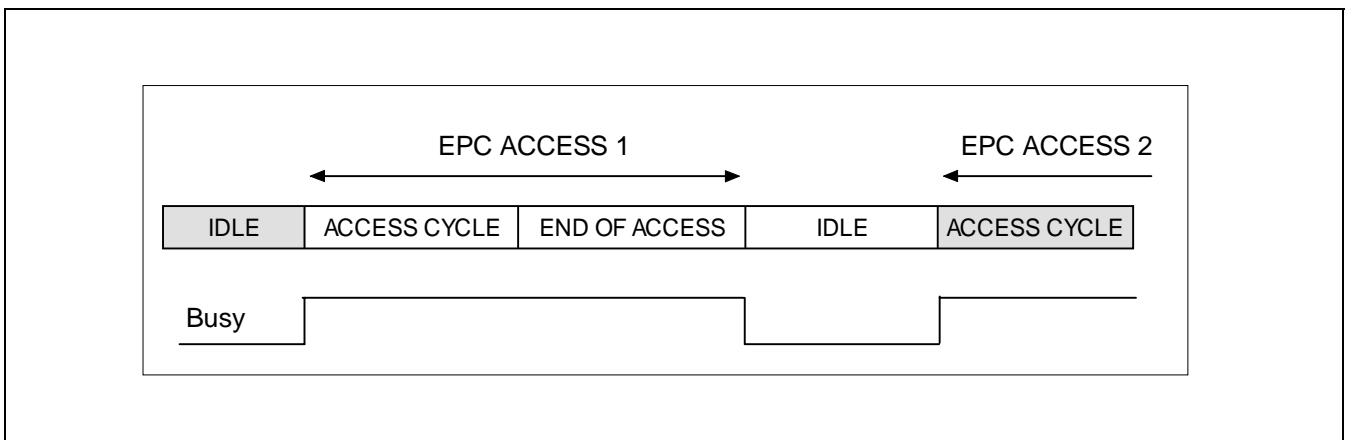 EPC ACCESS 1 EPC ACCESS 2
IDLE ACCESS CYCLE END OF ACCESS IDLE ACCESS CYCLE
Busy